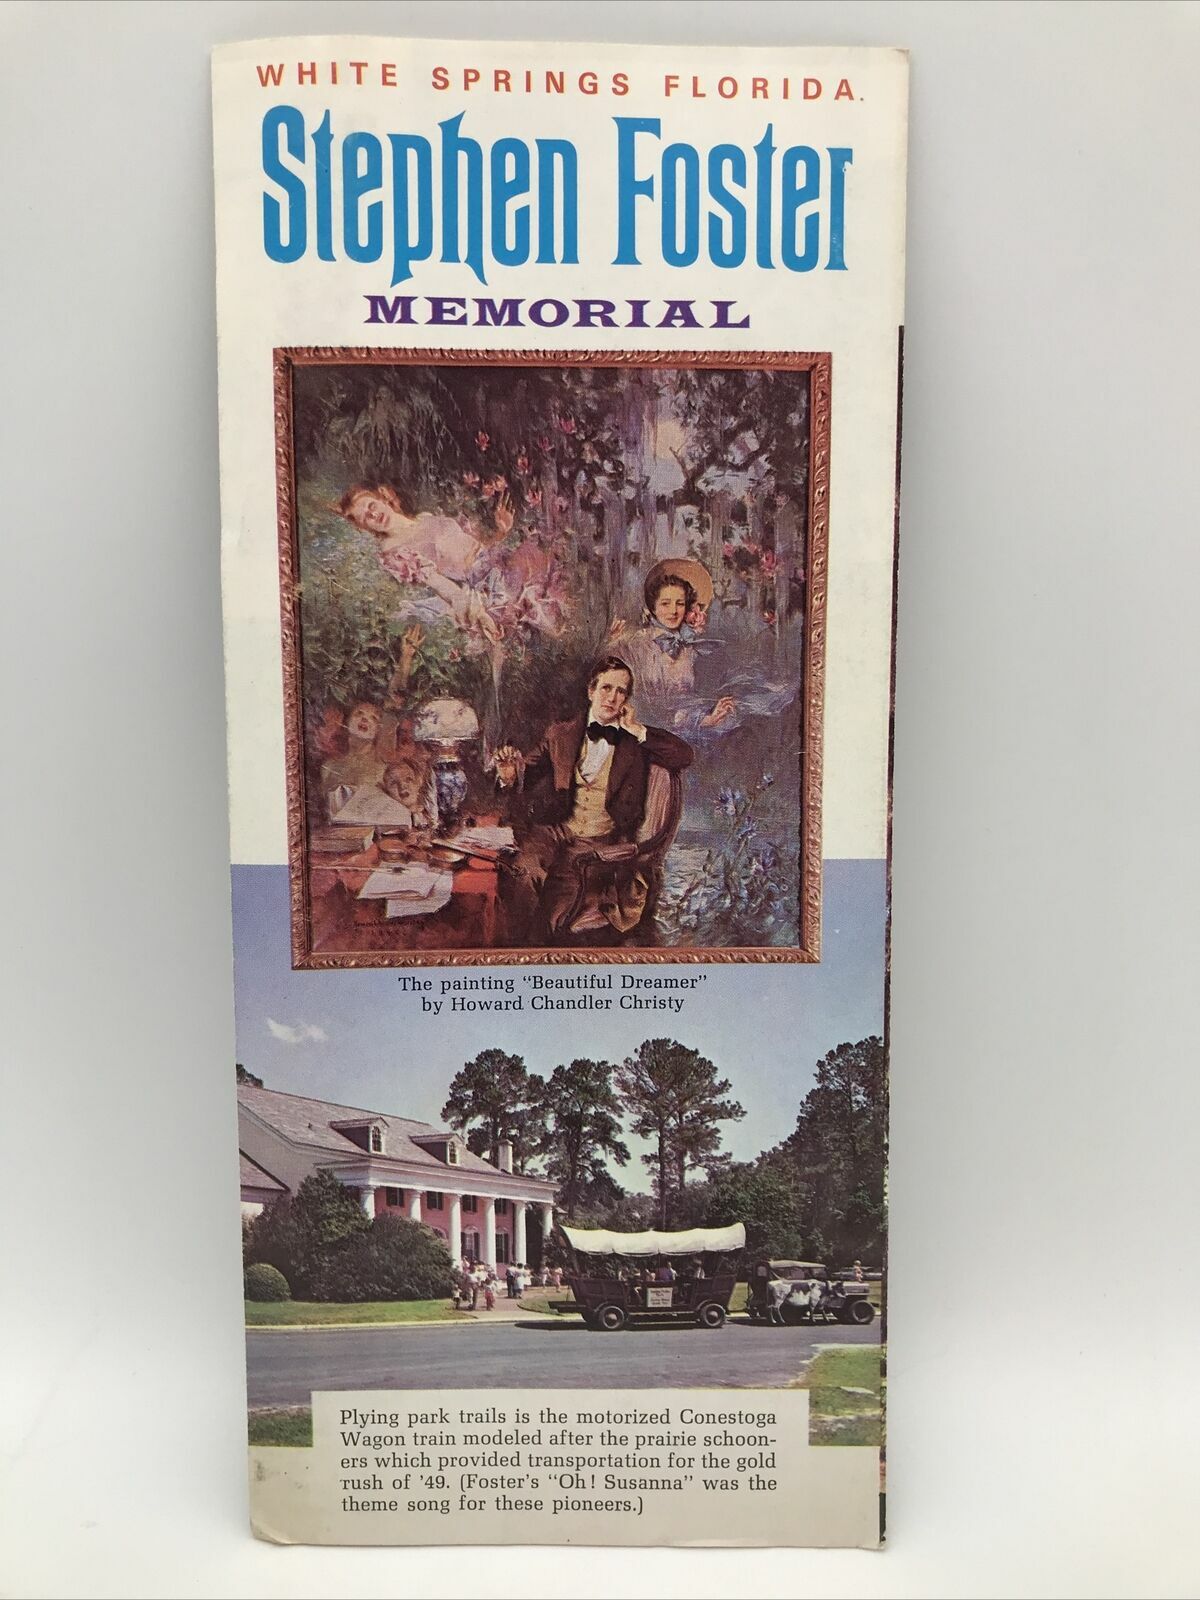 WHITE SPRINGS FLORIDA.
Stephen Foster
MEMORIAL
The painting “Beautiful Dreamer”
by Howard Chandler Christy
Plying park trails is the motorized Conestoga
Wagon train modeled after the prairie schoon-
ers which provided transportation for the gold
rush of ’49. (Foster’s “Oh! Susanna” was the
theme song for these pioneers.)